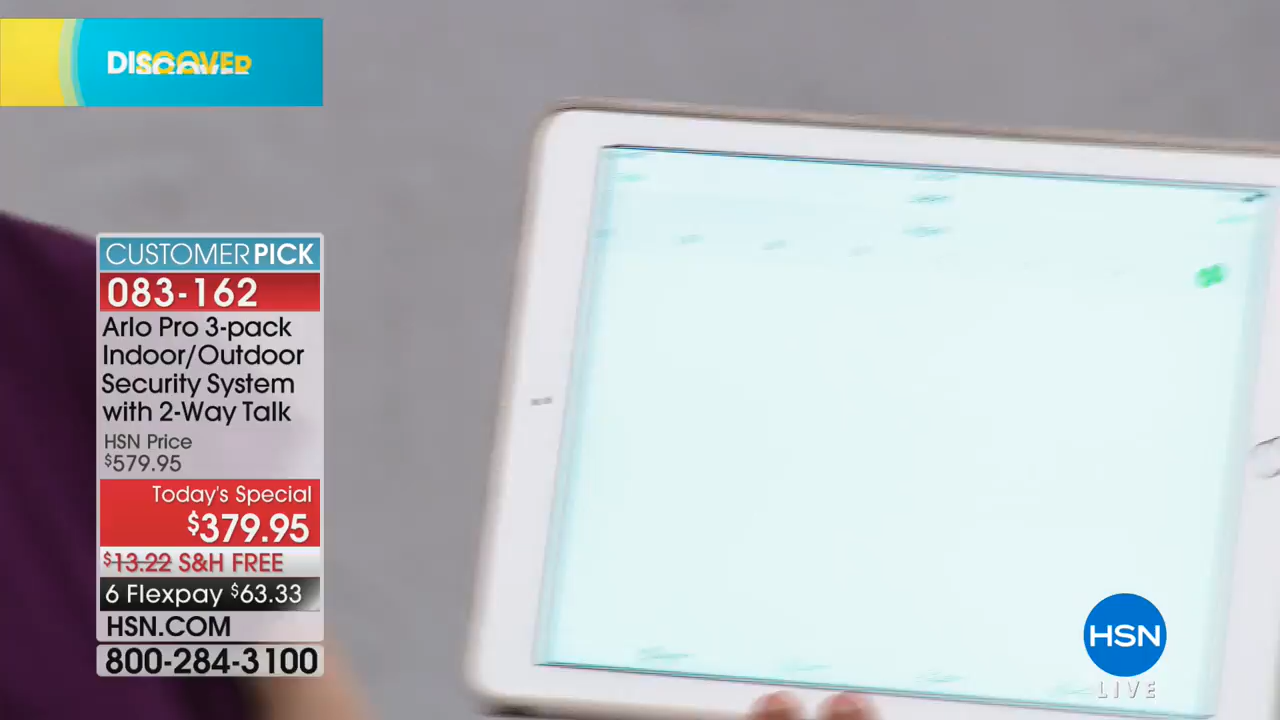 DISCOVER
CUSTOMER PICK
083-162
Arlo Pro 3-pack
Indoor/Outdoor
Security System
with 2-Way Talk
HSN Price
$579.95
Today's Special
$379.95
$13.22 S&H FREE
6 Flexpay $63.33
HSN.COM
800-284-3100
HSN
LIVE